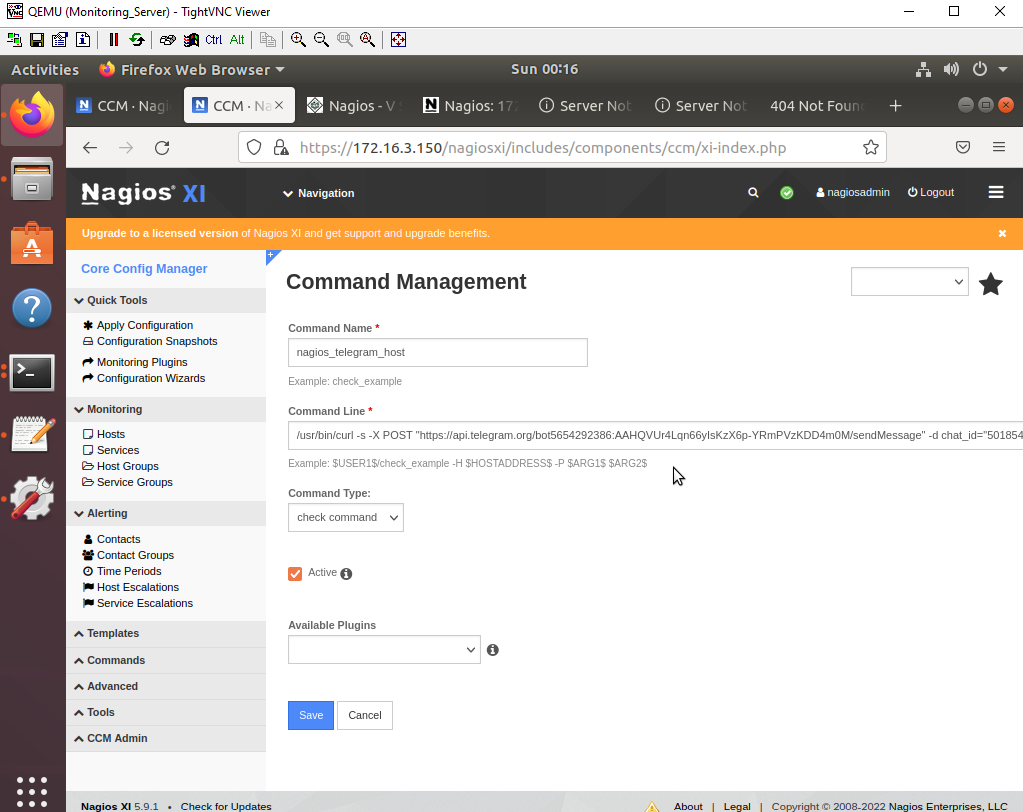 QEMU (Monitoring_Server) - TightVNC Viewer
Ctrl Alt
Activities Firefox Web Browser Sun 00:16
CCM · Nagi CCM · Na Nagios - V Nagios: 172 Server Not Server Not 404 Not Foun
https://172.16.3.150/nagiosxi/includes/components/ccm/xi-index.php
Nagios® XI Navigation nagiosadmin Logout
Upgrade to a licensed version of Nagios XI and get support and upgrade benefits.
Core Config Manager
Quick Tools
Apply Configuration
Configuration Snapshots
Monitoring Plugins
Configuration Wizards
Monitoring
Hosts
Services
Host Groups
Service Groups
Alerting
Contacts
Contact Groups
Time Periods
Host Escalations
Service Escalations
Templates
Commands
Advanced
Tools
CCM Admin
Command Management
Command Name *
nagios_telegram_host
Example: check_example
Command Line *
/usr/bin/curl -s -X POST "https://api.telegram.org/bot5654292386:AAHQVUr4Lqn66yIsKzX6p-YRmPVzKDD4m0M/sendMessage" -d chat_id="501854
Example: $USER1$/check_example -H $HOSTADDRESS$ -P $ARG1$ $ARG2$
Command Type:
check command
Active
Available Plugins
Save Cancel
Nagios XI 5.9.1 • Check for Updates About | Legal | Copyright © 2008-2022 Nagios Enterprises, LLC